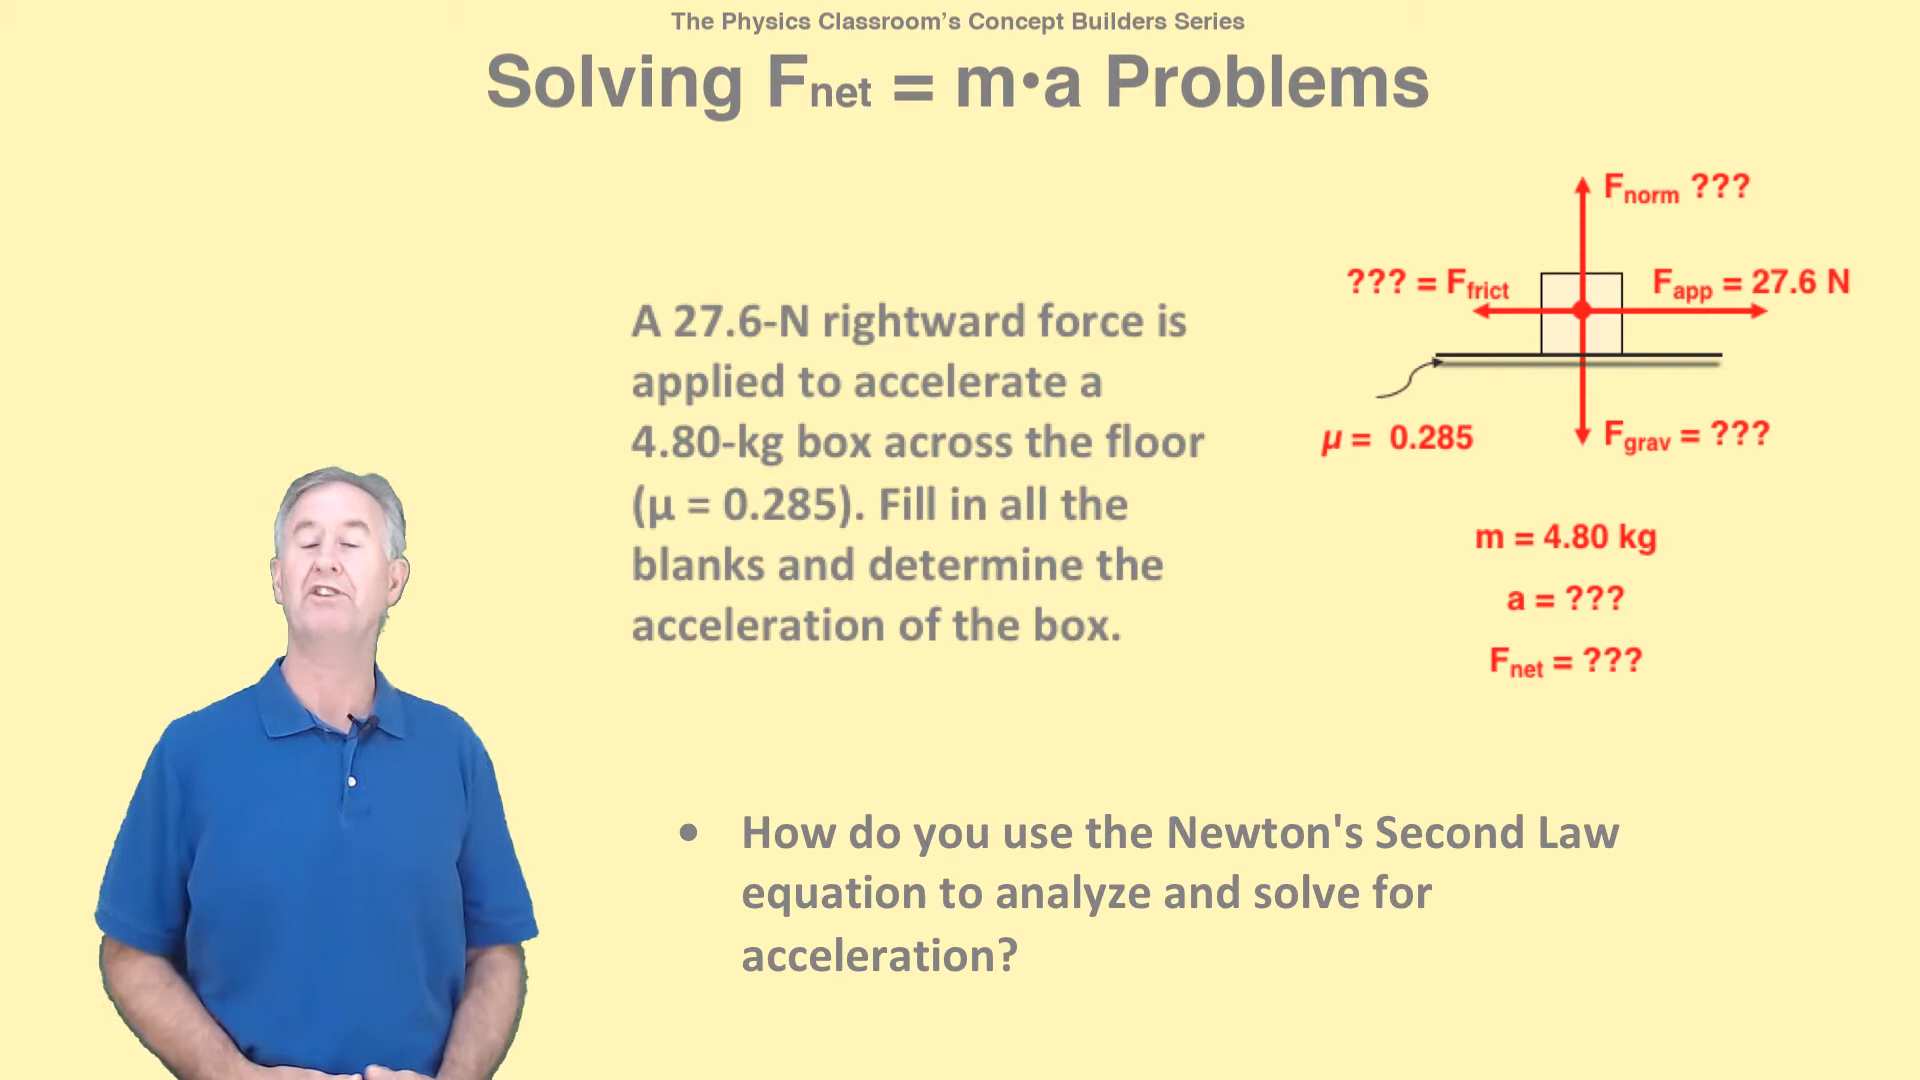 The Physics Classroom’s Concept Builders Series
Solving Fnet = m•a Problems
Fnorm ???
??? = Ffrict
Fapp = 27.6 N
A 27.6-N rightward force is
applied to accelerate a
4.80-kg box across the floor
(µ = 0.285). Fill in all the
blanks and determine the
acceleration of the box.
µ = 0.285
Fgrav = ???
m = 4.80 kg
a = ???
Fnet = ???
• How do you use the Newton's Second Law
equation to analyze and solve for
acceleration?